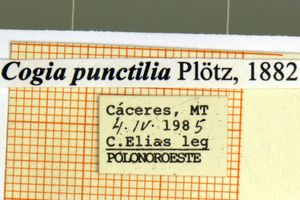 Cogia punctilia Plötz, 1882
Cáceres, MT
4.IV.1985
C.Elias leg
POLONOROESTE